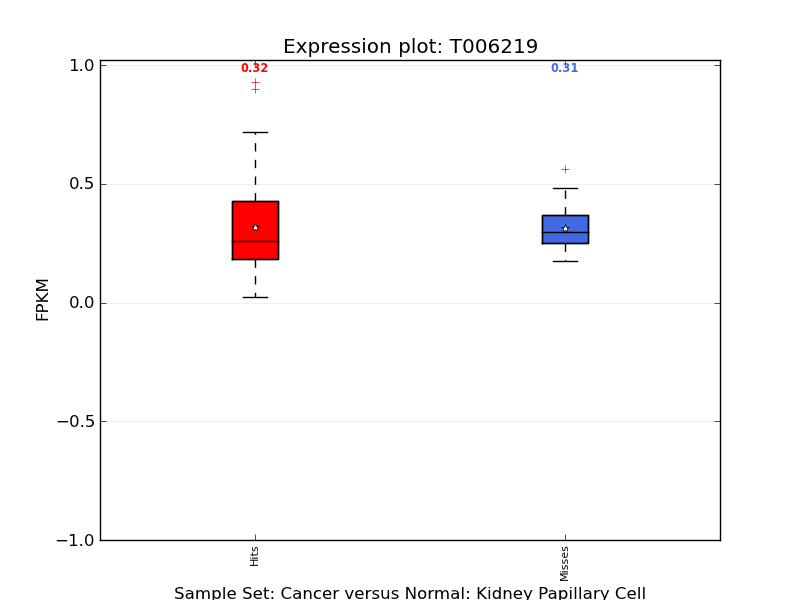 Expression plot: T006219
1.0
0.32
0.31
0.5
0.0
−0.5
−1.0
FPKM
Hits
Misses
Sample Set: Cancer versus Normal: Kidney Papillary Cell